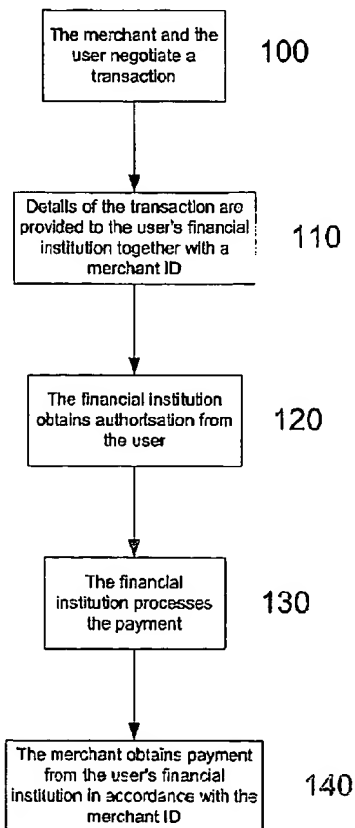 The merchant and the
user negotiate a
transaction
100
Details of the transaction are
provided to the user's financial
institution together with a
merchant ID
110
The financial institution
obtains authorisation from
the user
120
The financial
institution processes
the payment
130
The merchant obtains payment
from the user's financial
institution in accordance with the
merchant ID
140